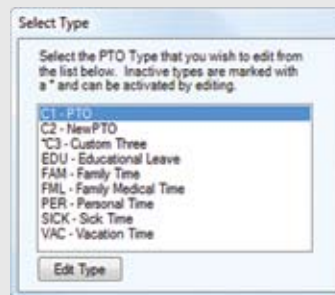 Select Type
Select the PTO Type that you wish to edit from
the list below. Inactive types are marked with
a * and can be activated by editing.
C1 - PTO
C2 - NewPTO
*C3 - Custom Three
EDU - Educational Leave
FAM - Family Time
FML - Family Medical Time
PER - Personal Time
SICK - Sick Time
VAC - Vacation Time
Edit Type